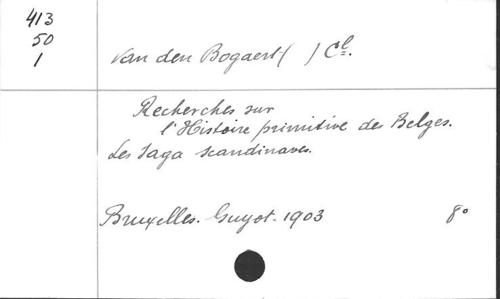 413
50
1
Van den Bogaert ( ) Cl.
Recherches sur
l'Histoire primitive des Belges.
Les Saga scandinaves.
Bruxelles. Guyot. 1903 8°